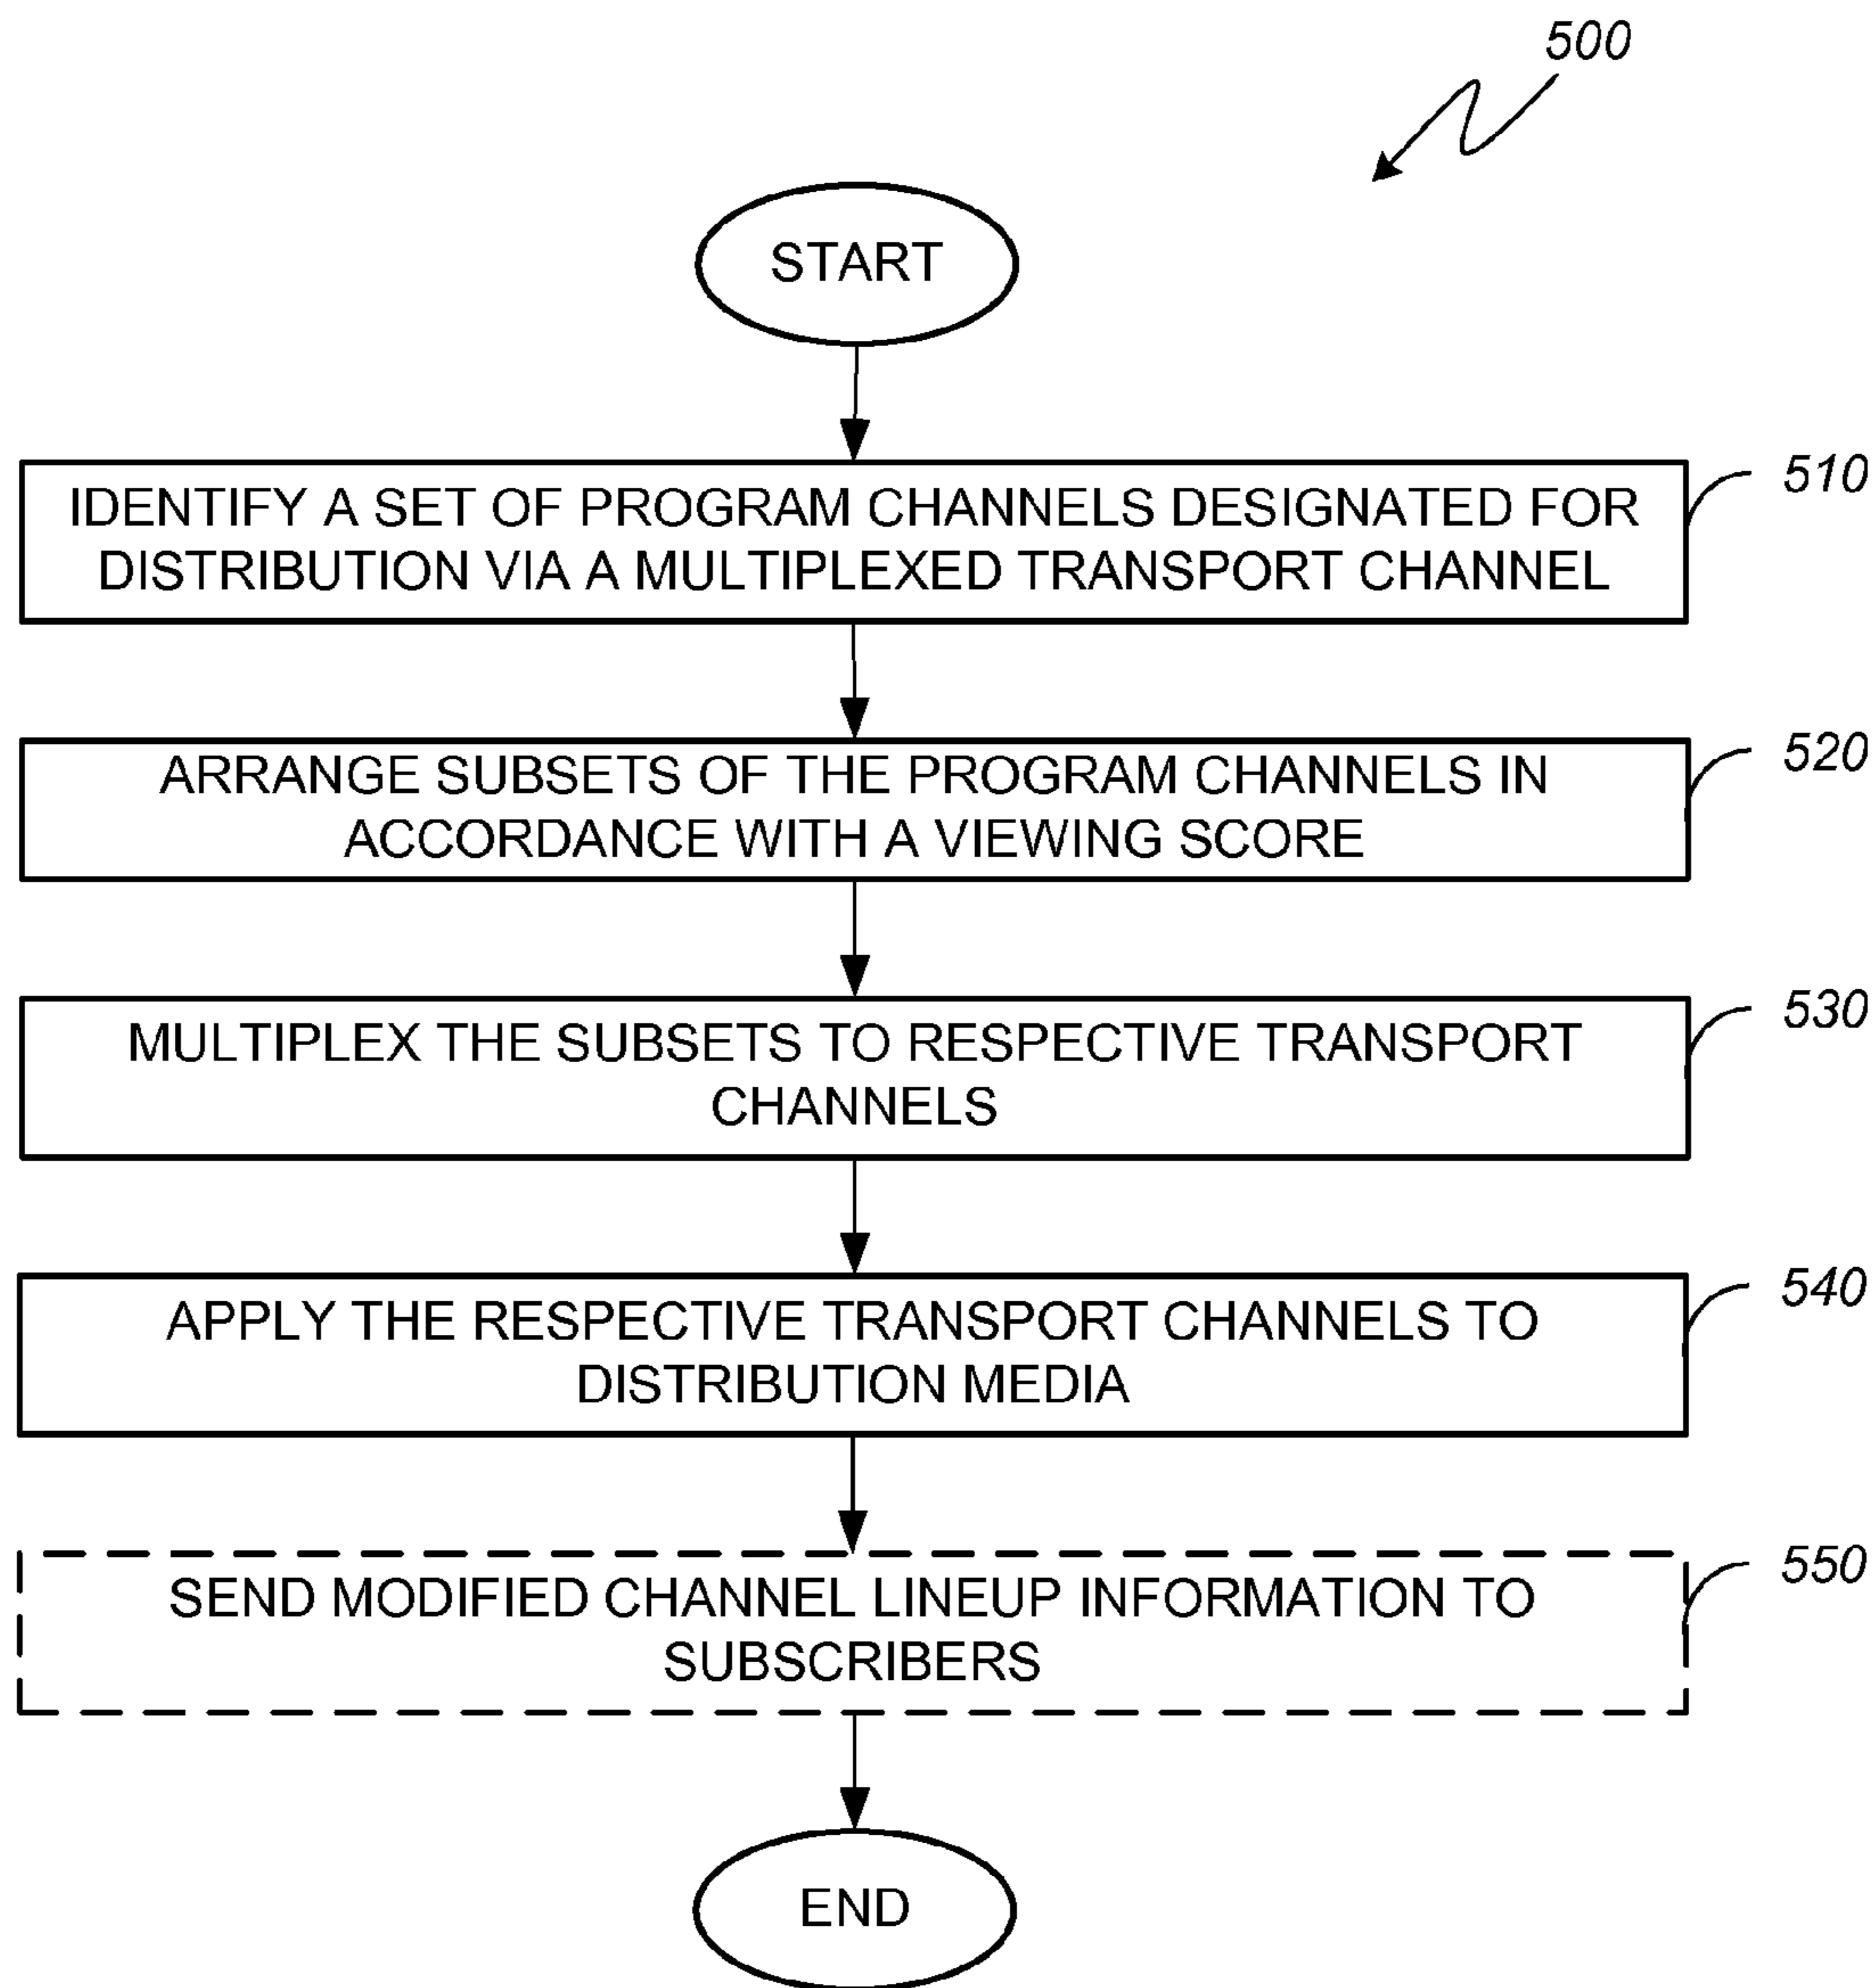 500
START
IDENTIFY A SET OF PROGRAM CHANNELS DESIGNATED FOR
DISTRIBUTION VIA A MULTIPLEXED TRANSPORT CHANNEL
510
ARRANGE SUBSETS OF THE PROGRAM CHANNELS IN
ACCORDANCE WITH A VIEWING SCORE
520
MULTIPLEX THE SUBSETS TO RESPECTIVE TRANSPORT
CHANNELS
530
APPLY THE RESPECTIVE TRANSPORT CHANNELS TO
DISTRIBUTION MEDIA
540
SEND MODIFIED CHANNEL LINEUP INFORMATION TO
SUBSCRIBERS
550
END